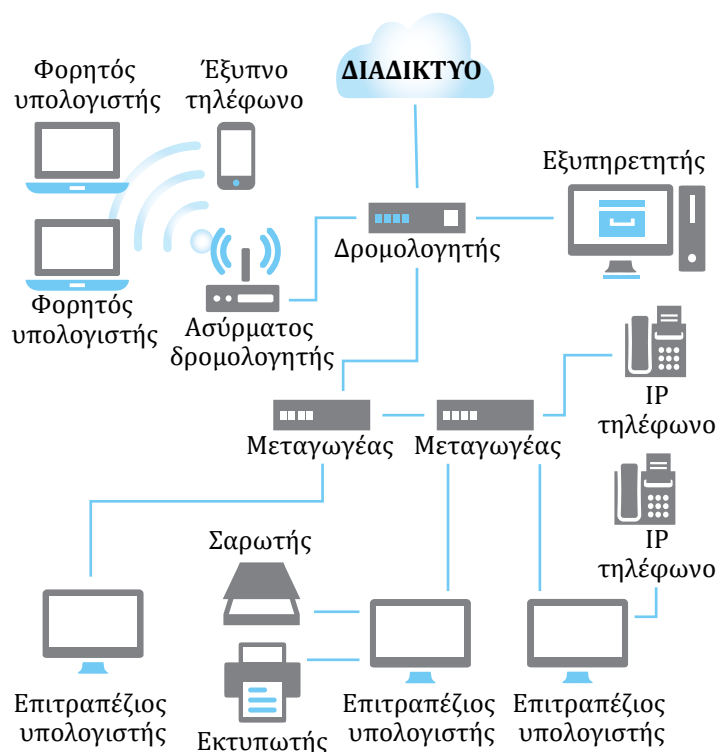 Φορητός
υπολογιστής
Έξυπνο
τηλέφωνο
ΔΙΑΔΙΚΤΥΟ
Εξυπηρετητής
Δρομολογητής
Φορητός
υπολογιστής
Ασύρματος
δρομολογητής
IP
τηλέφωνο
Μεταγωγέας
Μεταγωγέας
IP
τηλέφωνο
Σαρωτής
Επιτραπέζιος
υπολογιστής
Εκτυπωτής
Επιτραπέζιος
υπολογιστής
Επιτραπέζιος
υπολογιστής